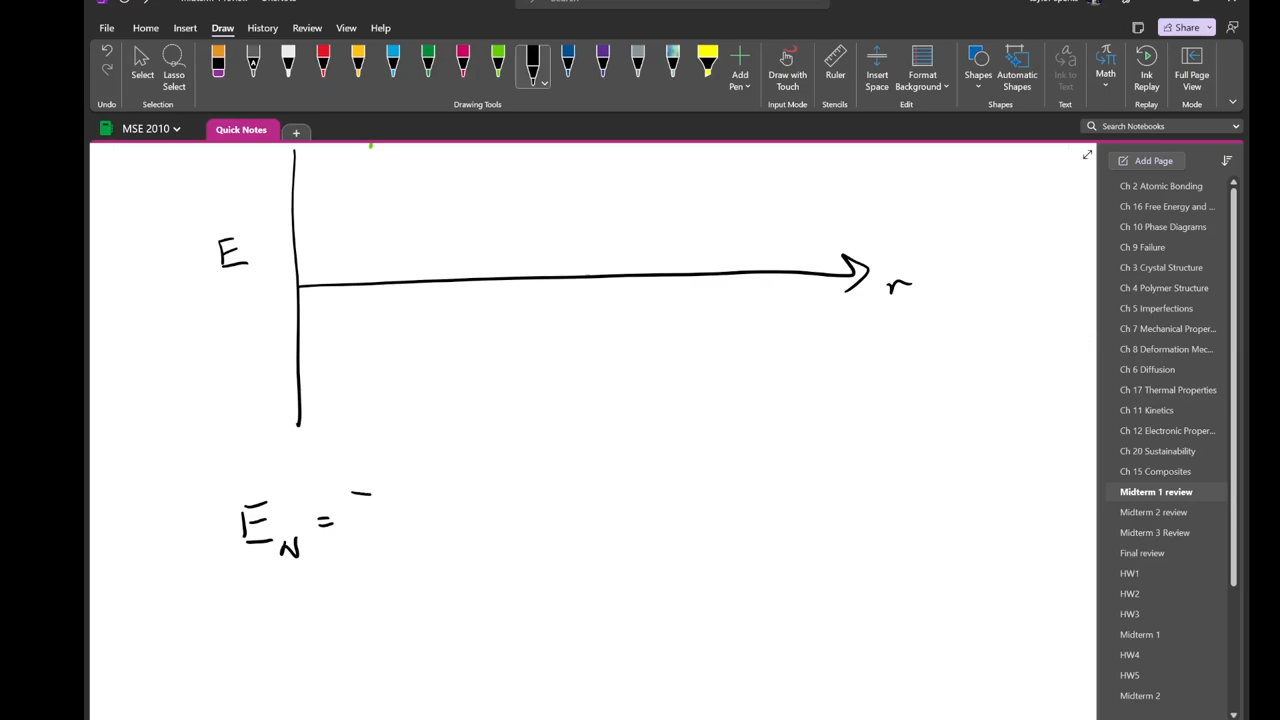 File Home Insert Draw History Review View Help Share
Select Lasso Select Add Pen Draw with Touch Ruler Insert Space Format Background Shapes Automatic Shapes Ink to Text Math Ink Replay Full Page View
Undo Selection Drawing Tools Input Mode Stencils Edit Shapes Text Math Replay Mode
MSE 2010 Quick Notes + Search Notebooks
Add Page
Ch 2 Atomic Bonding
Ch 16 Free Energy and ...
Ch 10 Phase Diagrams
Ch 9 Failure
Ch 3 Crystal Structure
Ch 4 Polymer Structure
Ch 5 Imperfections
Ch 7 Mechanical Proper...
Ch 8 Deformation Mec...
Ch 6 Diffusion
Ch 17 Thermal Properties
Ch 11 Kinetics
Ch 12 Electronic Proper...
Ch 20 Sustainability
Ch 15 Composites
Midterm 1 review
Midterm 2 review
Midterm 3 Review
Final review
HW1
HW2
HW3
Midterm 1
HW4
HW5
Midterm 2
E
r
E_N = −